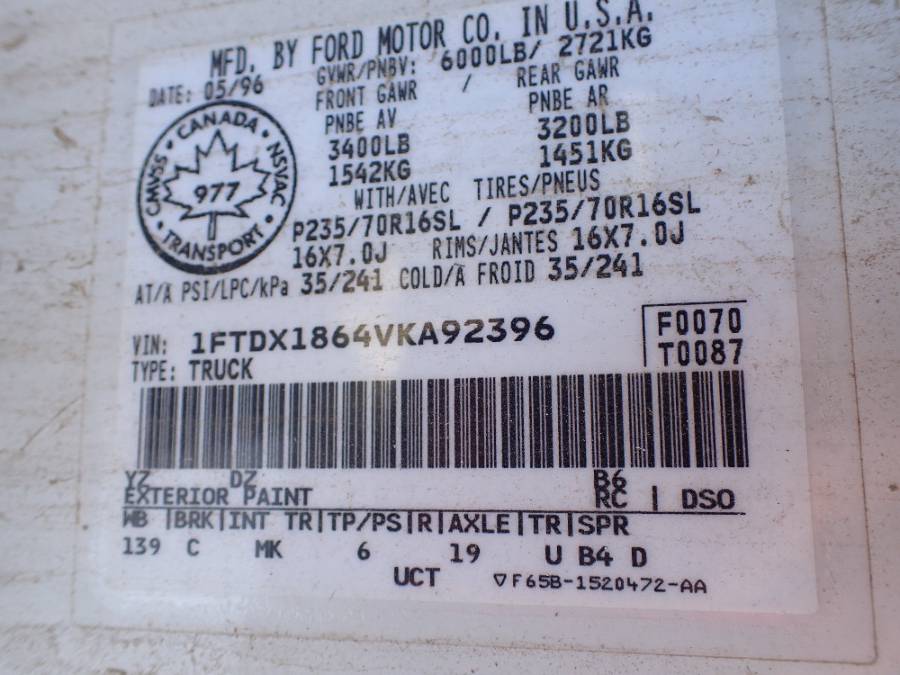 MFD. BY FORD MOTOR CO. IN U.S.A.
DATE: 05/96
GVWR/PNBV: 6000LB/ 2721KG
FRONT GAWR / REAR GAWR
PNBE AV PNBE AR
3400LB 3200LB
1542KG 1451KG
WITH/AVEC TIRES/PNEUS
P235/70R16SL / P235/70R16SL
16X7.0J RIMS/JANTES 16X7.0J
AT/À PSI/LPC/kPa 35/241 COLD/À FROID 35/241
CANADA • NSVAC • TRANSPORT • CMVSS •
977
VIN: 1FTDX1864VKA92396
TYPE: TRUCK
F0070
T0087
YZ DZ B6
EXTERIOR PAINT RC | DSO
WB |BRK|INT TR|TP/PS|R|AXLE|TR|SPR
139 C MK 6 19 U B4 D
UCT ▽F65B-1520472-AA